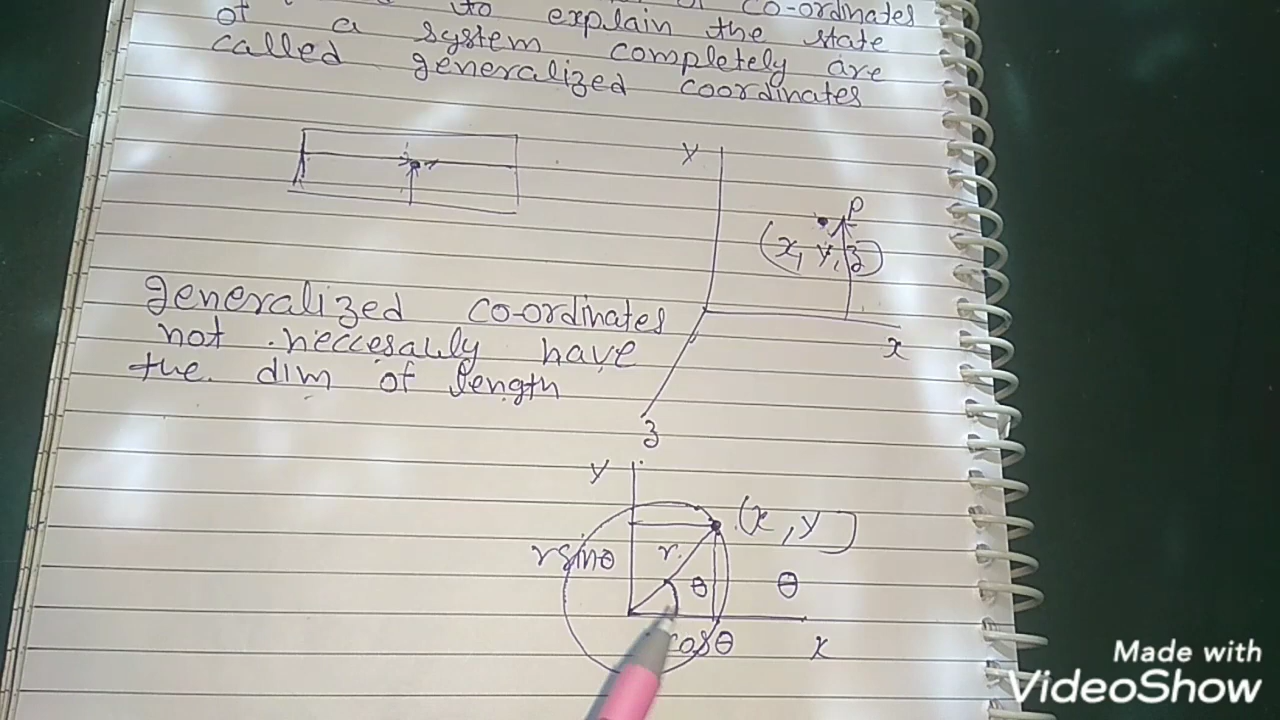 to CO-ordinates
of a explain the state
system completely are
called generalized coordinates
y
P
(x, y, z)
generalized co-ordinates
x
not neccesauly have
the dim of length
z
y
(x, y)
rsinθ
r
θ
θ
cosθ
x
Made with
VideoShow